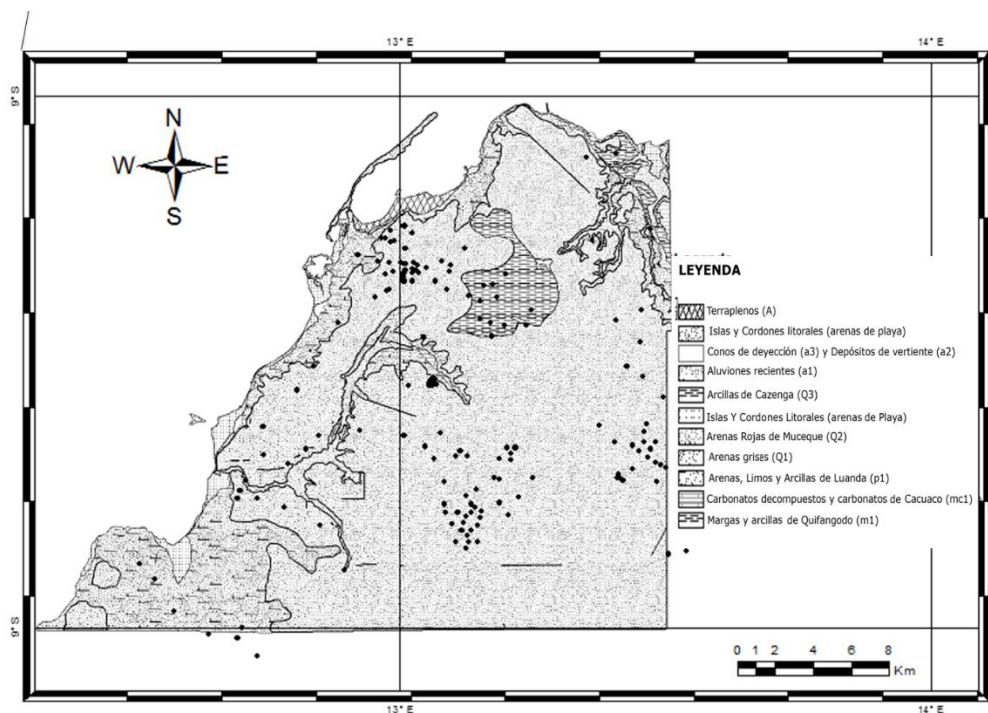 13° E
14° E
9° S
N
W
E
S
LEYENDA
Terraplenos (A)
Islas y Cordones litorales (arenas de playa)
Conos de deyección (a3) y Depósitos de vertiente (a2)
Aluviones recientes (a1)
Arcillas de Cazenga (Q3)
Islas Y Cordones Litorales (arenas de Playa)
Arenas Rojas de Muceque (Q2)
Arenas grises (Q1)
Arenas, Limos y Arcillas de Luanda (p1)
Carbonatos decompuestos y carbonatos de Cacuaco (mc1)
Margas y arcillas de Quifangodo (m1)
9° S
0 1 2 4 6 8
Km
13° E
14° E